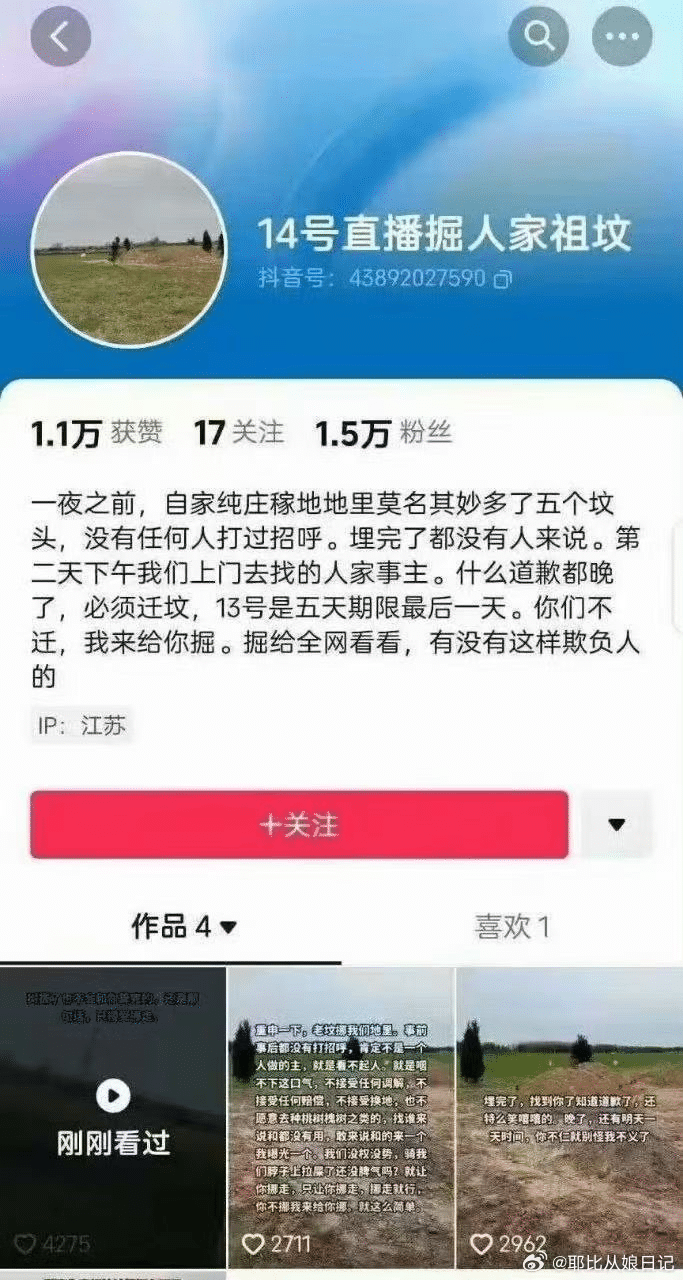 14号直播掘人家祖坟
抖音号：43892027590
1.1万 获赞 17 关注 1.5万 粉丝
一夜之前，自家纯庄稼地地里莫名其妙多了五个坟
头，没有任何人打过招呼。埋完了都没有人来说。第
二天下午我们上门去找的人家事主。什么道歉都晚
了，必须迁坟，13号是五天期限最后一天。你们不
迁，我来给你掘。掘给全网看看，有没有这样欺负人
的
IP：江苏
+关注
作品 4
喜欢 1
刚刚看过
4275
重申一下，老坟挪我们地里。事前
事后都没有打招呼，肯定不是一个
人做的主，就是看不起人。就是咽
不下这口气，不接受任何调解，不
接受任何赔偿，不接受换地，也不
愿意去种桃树槐树之类的，找谁来
说和都没有用，敢来说和的来一个
我曝光一个。我们没权没势，骑我
们脖子上拉屎了还没脾气吗？就让
你挪走，只让你挪走，挪走就行，
你不挪我来给你挪，就这么简单。
2711
埋完了，找到你了知道道歉了，还
特么笑嘻嘻的。晚了，还有明天一
天时间，你不仁就别怪我不义了
2962
@耶比从娘日记